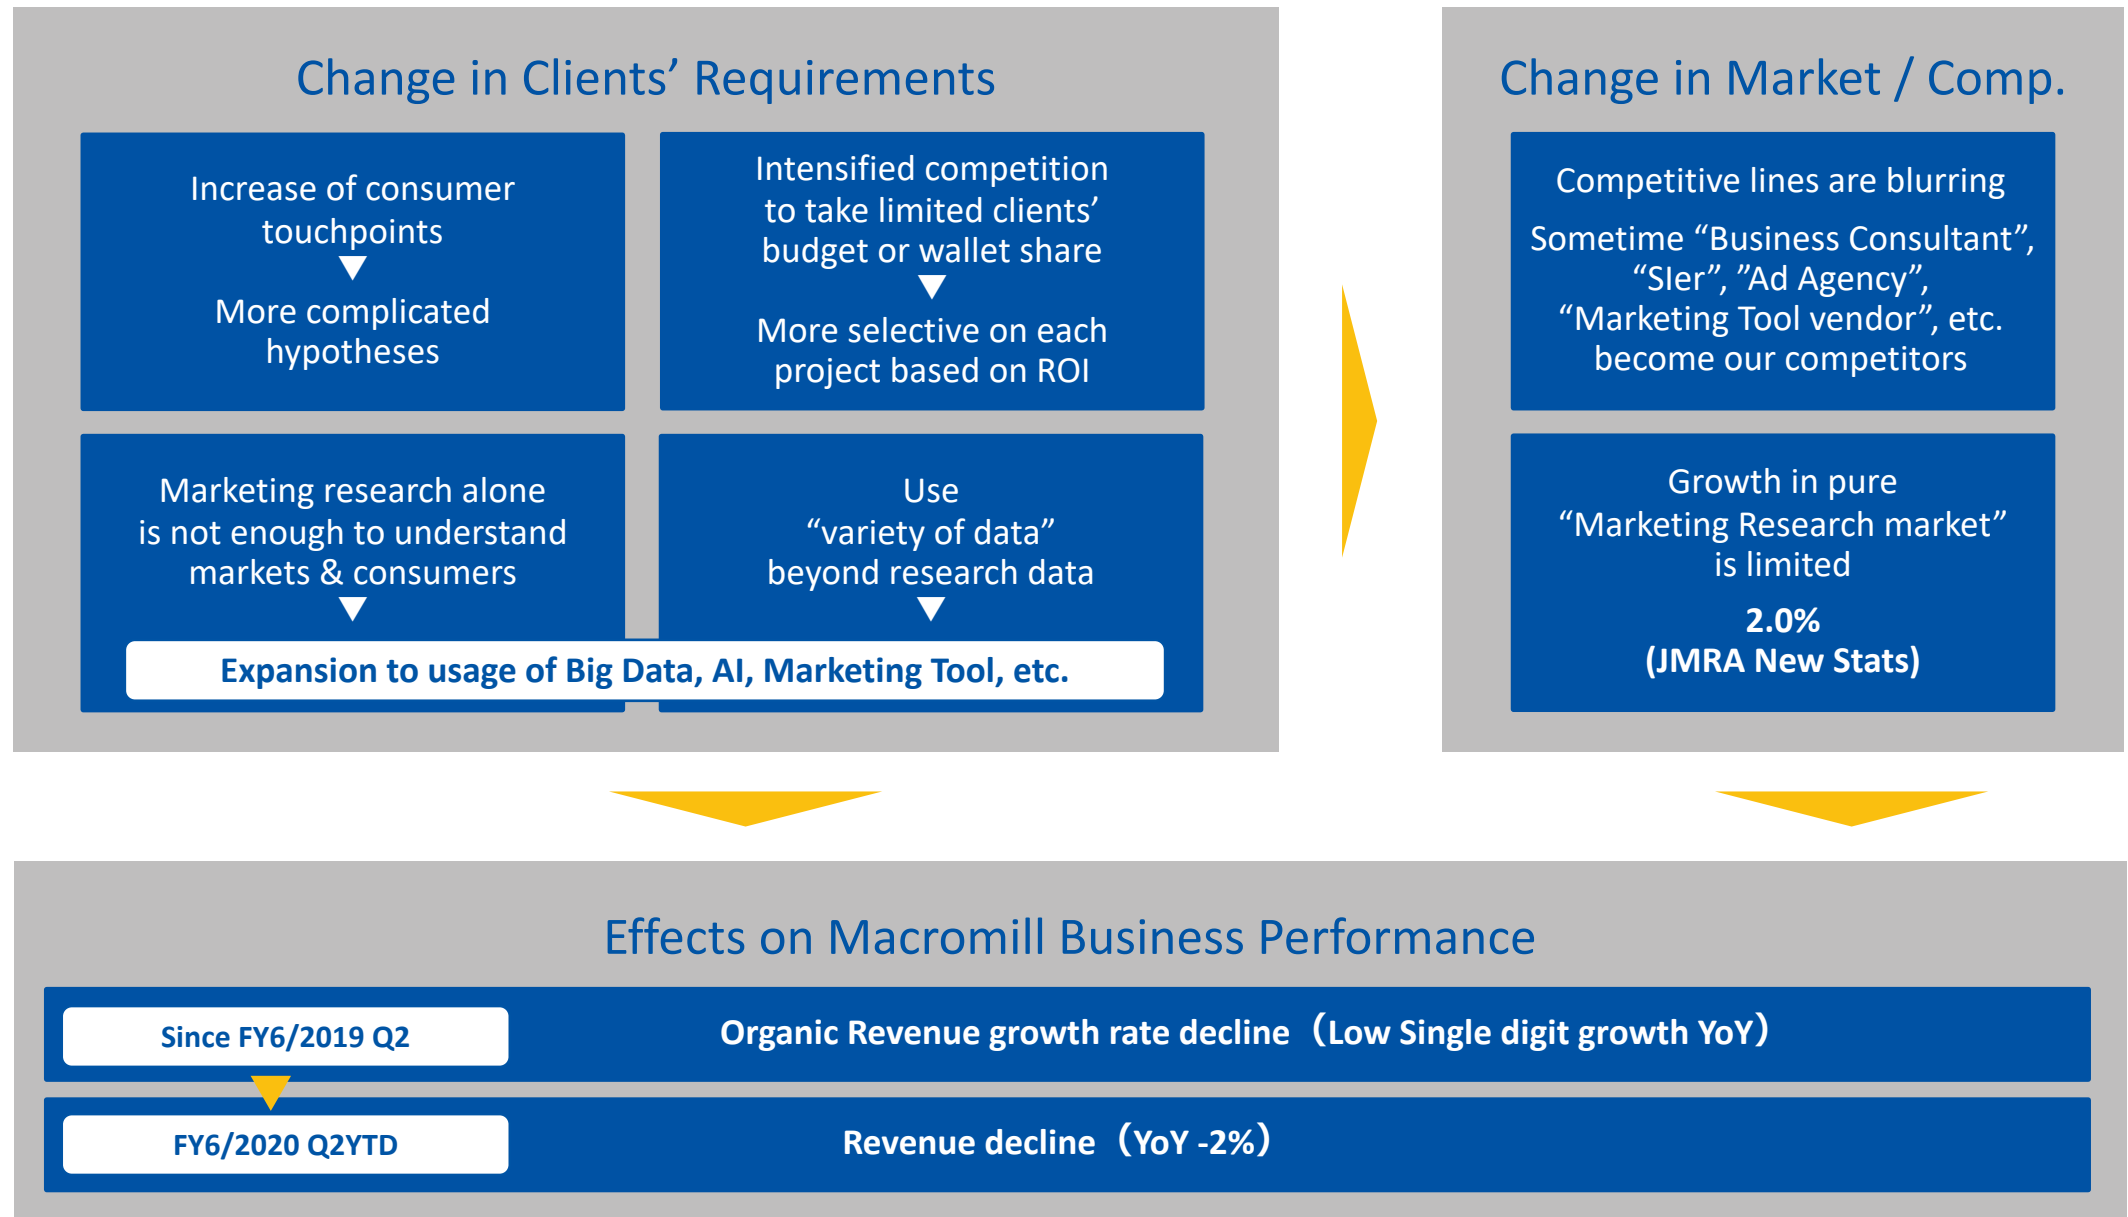 Change in Clients’ Requirements
Increase of consumer
touchpoints
More complicated
hypotheses
Intensified competition
to take limited clients’
budget or wallet share
More selective on each
project based on ROI
Marketing research alone
is not enough to understand
markets & consumers
Use
“variety of data”
beyond research data
Expansion to usage of Big Data, AI, Marketing Tool, etc.
Change in Market / Comp.
Competitive lines are blurring
Sometime “Business Consultant”,
“SIer”, ”Ad Agency”,
“Marketing Tool vendor”, etc.
become our competitors
Growth in pure
“Marketing Research market”
is limited
2.0%
(JMRA New Stats)
Effects on Macromill Business Performance
Since FY6/2019 Q2
Organic Revenue growth rate decline（Low Single digit growth YoY）
FY6/2020 Q2YTD
Revenue decline（YoY -2%）